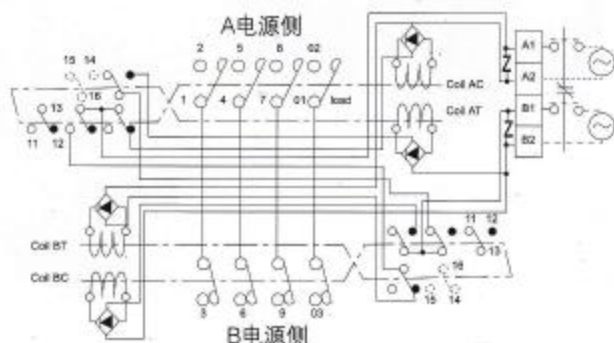 A电源侧
2 5 8 02
15 14
16
13
11 12
1 4 7 01 load
Coil AC
Coil AT
A1
A2
B1
B2
Z
Z
Coil BT
Coil BC
11 12
13
16
15 14
3 6 9 03
B电源侧